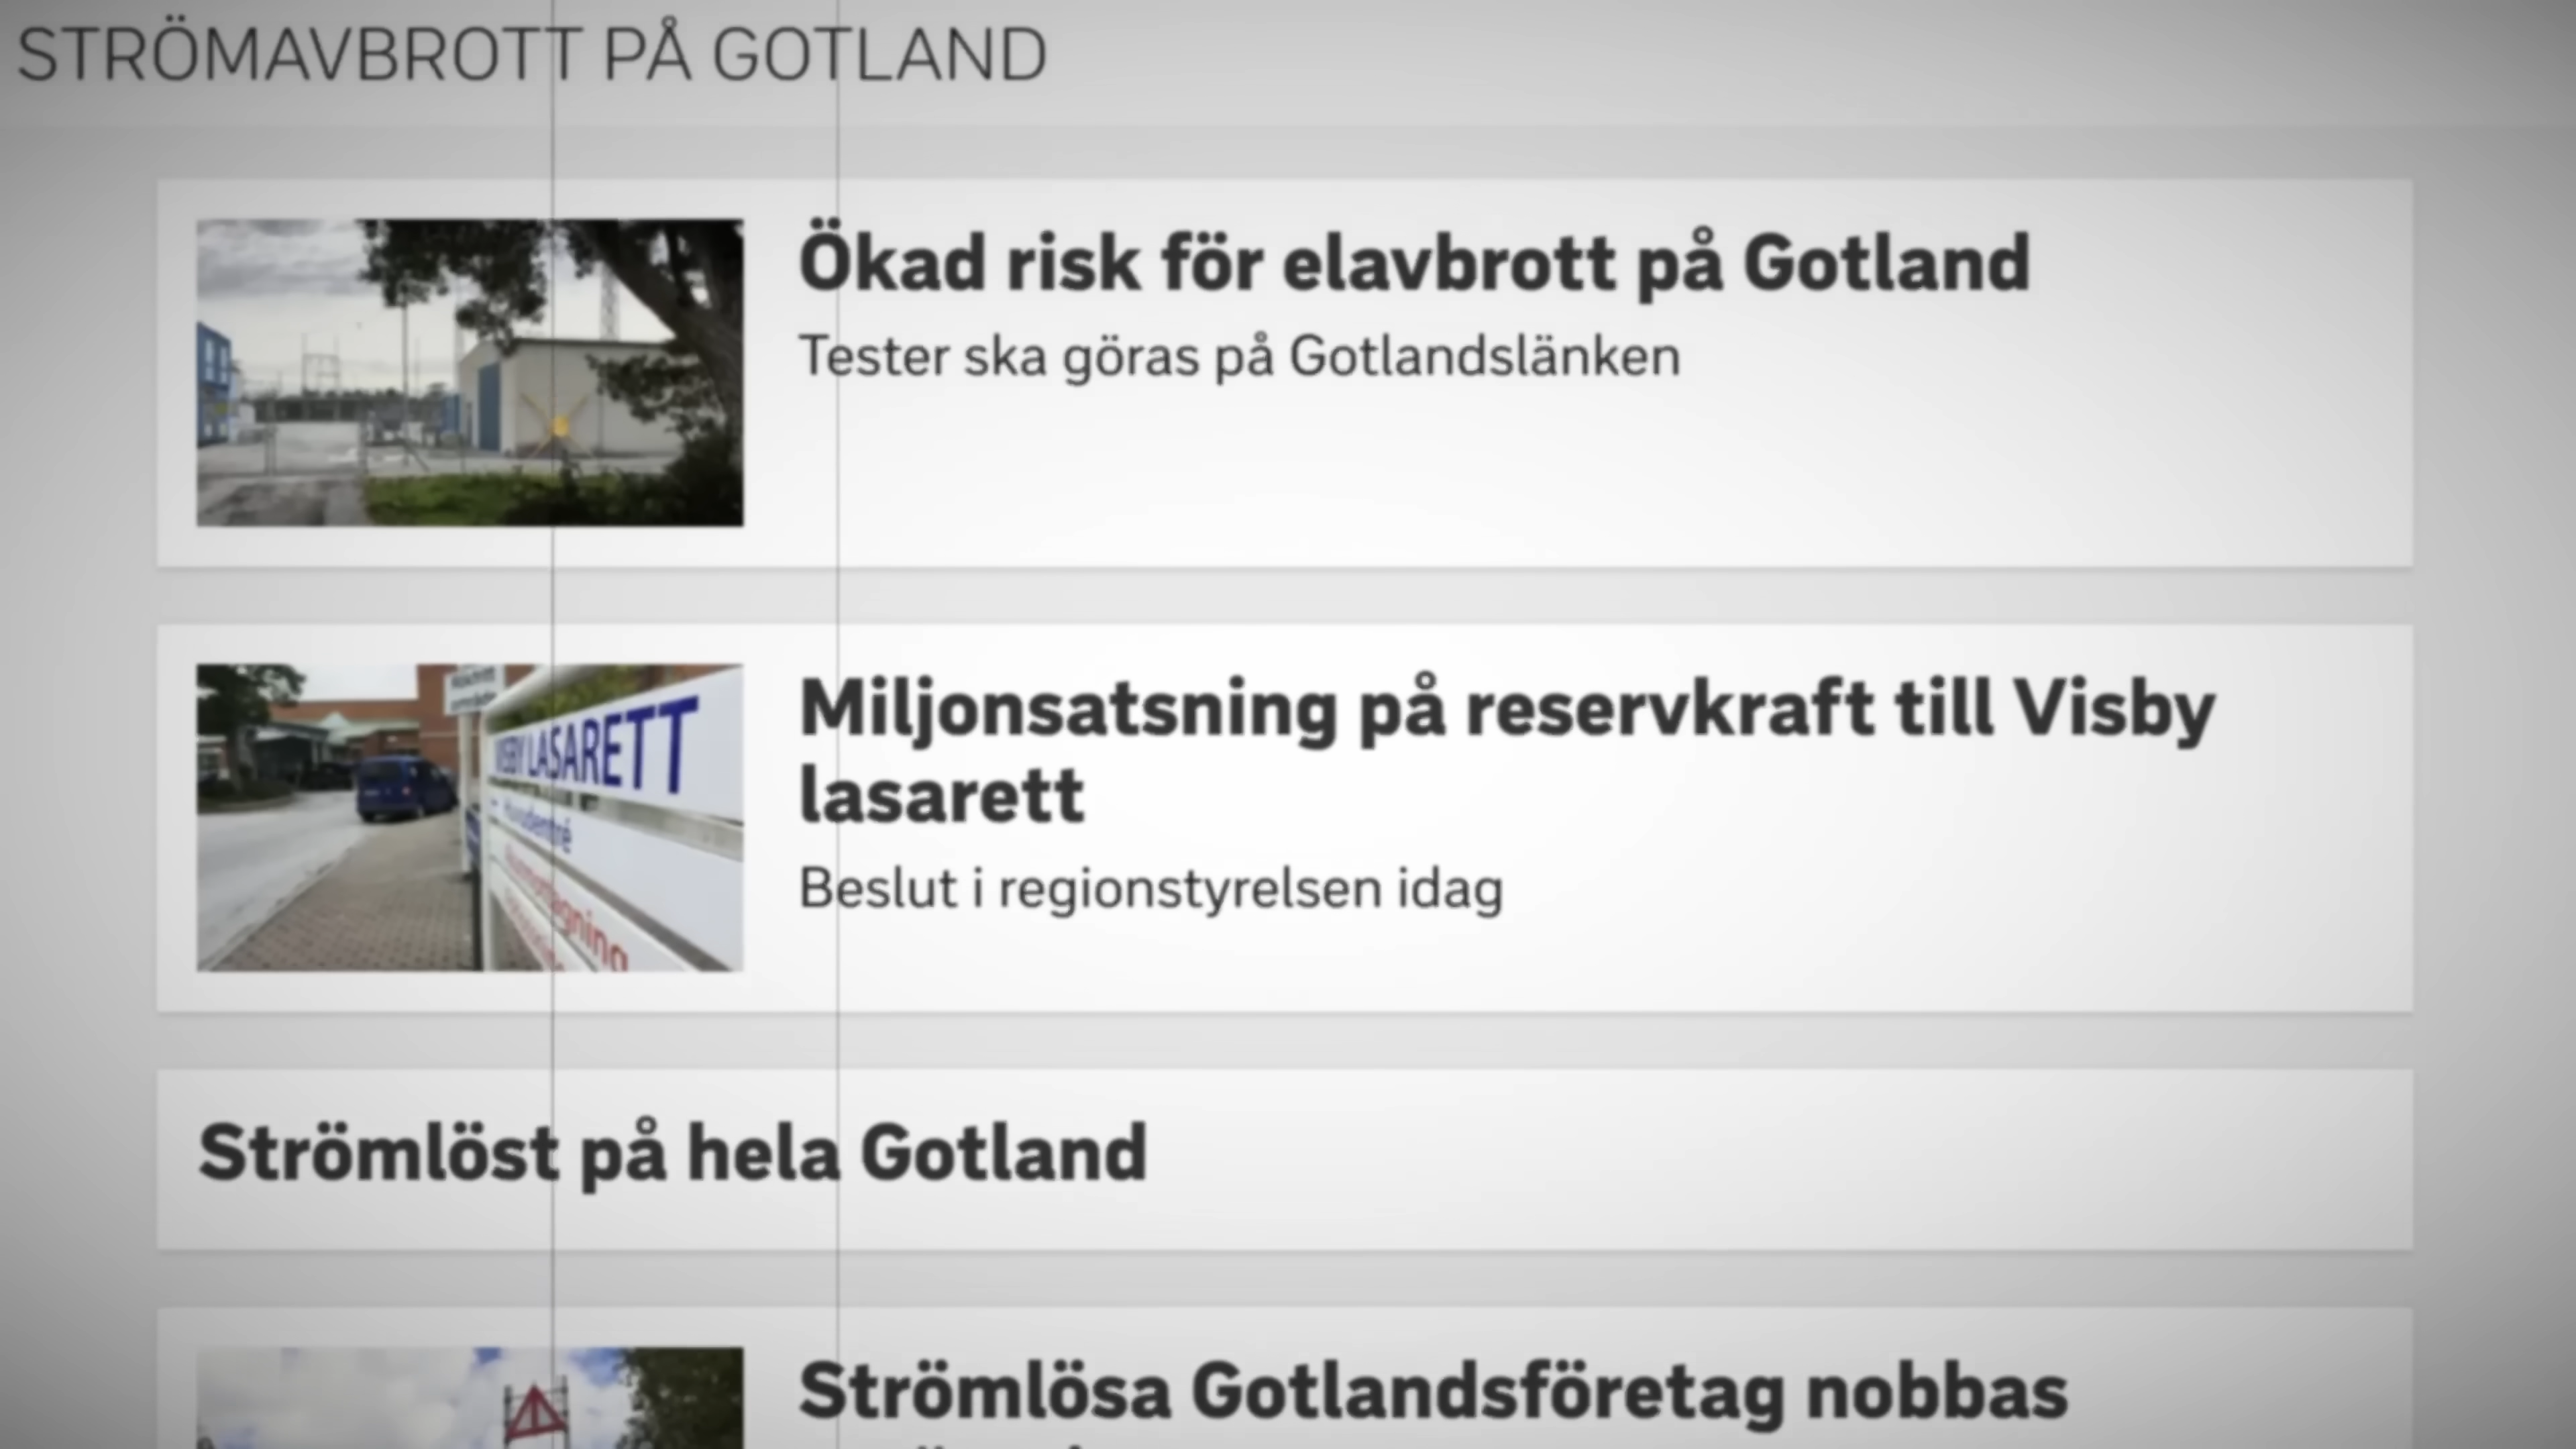 STRÖMAVBROTT PÅ GOTLAND
Ökad risk för elavbrott på Gotland
Tester ska göras på Gotlandslänken
VISBY LASARETT
Huvudentré
Miljonsatsning på reservkraft till Visby
lasarett
Beslut i regionstyrelsen idag
Strömlöst på hela Gotland
Strömlösa Gotlandsföretag nobbas